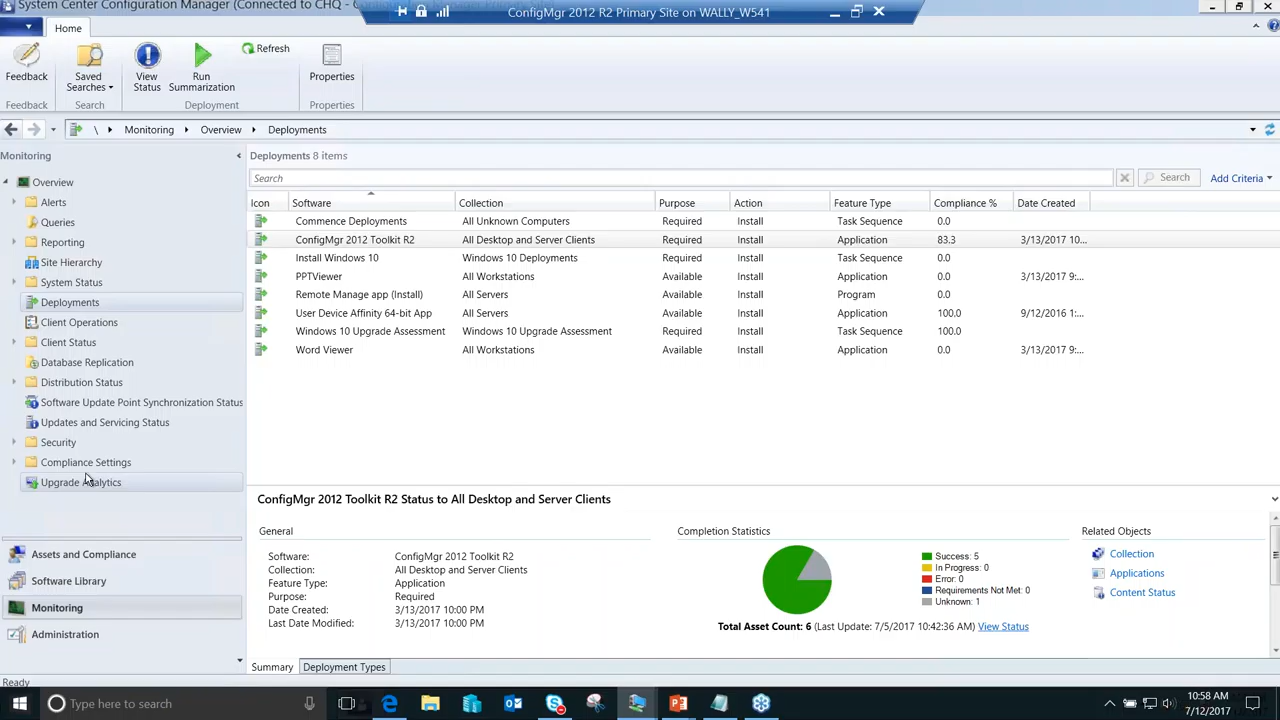 System Center Configuration Manager (Connected to CHQ
ConfigMgr 2012 R2 Primary Site on WALLY_W541
Home
Feedback
Saved Searches
View Status
Run Summarization
Refresh
Properties
Feedback
Search
Deployment
Properties
\ Monitoring Overview Deployments
Monitoring
Overview
Alerts
Queries
Reporting
Site Hierarchy
System Status
Deployments
Client Operations
Client Status
Database Replication
Distribution Status
Software Update Point Synchronization Status
Updates and Servicing Status
Security
Compliance Settings
Upgrade Analytics
Assets and Compliance
Software Library
Monitoring
Administration
Deployments 8 items
Search
Search
Add Criteria
Icon Software Collection Purpose Action Feature Type Compliance % Date Created
Commence Deployments All Unknown Computers Required Install Task Sequence 0.0
ConfigMgr 2012 Toolkit R2 All Desktop and Server Clients Required Install Application 83.3 3/13/2017 10...
Install Windows 10 Windows 10 Deployments Required Install Task Sequence 0.0
PPTViewer All Workstations Available Install Application 0.0 3/13/2017 9:...
Remote Manage app (Install) All Servers Available Install Program 0.0
User Device Affinity 64-bit App All Servers Available Install Application 100.0 9/12/2016 1:...
Windows 10 Upgrade Assessment Windows 10 Upgrade Assessment Required Install Task Sequence 100.0
Word Viewer All Workstations Available Install Application 0.0 3/13/2017 9:...
ConfigMgr 2012 Toolkit R2 Status to All Desktop and Server Clients
General
Software: ConfigMgr 2012 Toolkit R2
Collection: All Desktop and Server Clients
Feature Type: Application
Purpose: Required
Date Created: 3/13/2017 10:00 PM
Last Date Modified: 3/13/2017 10:00 PM
Completion Statistics
Success: 5
In Progress: 0
Error: 0
Requirements Not Met: 0
Unknown: 1
Total Asset Count: 6 (Last Update: 7/5/2017 10:42:36 AM) View Status
Related Objects
Collection
Applications
Content Status
Summary Deployment Types
Ready
Type here to search
10:58 AM
7/12/2017